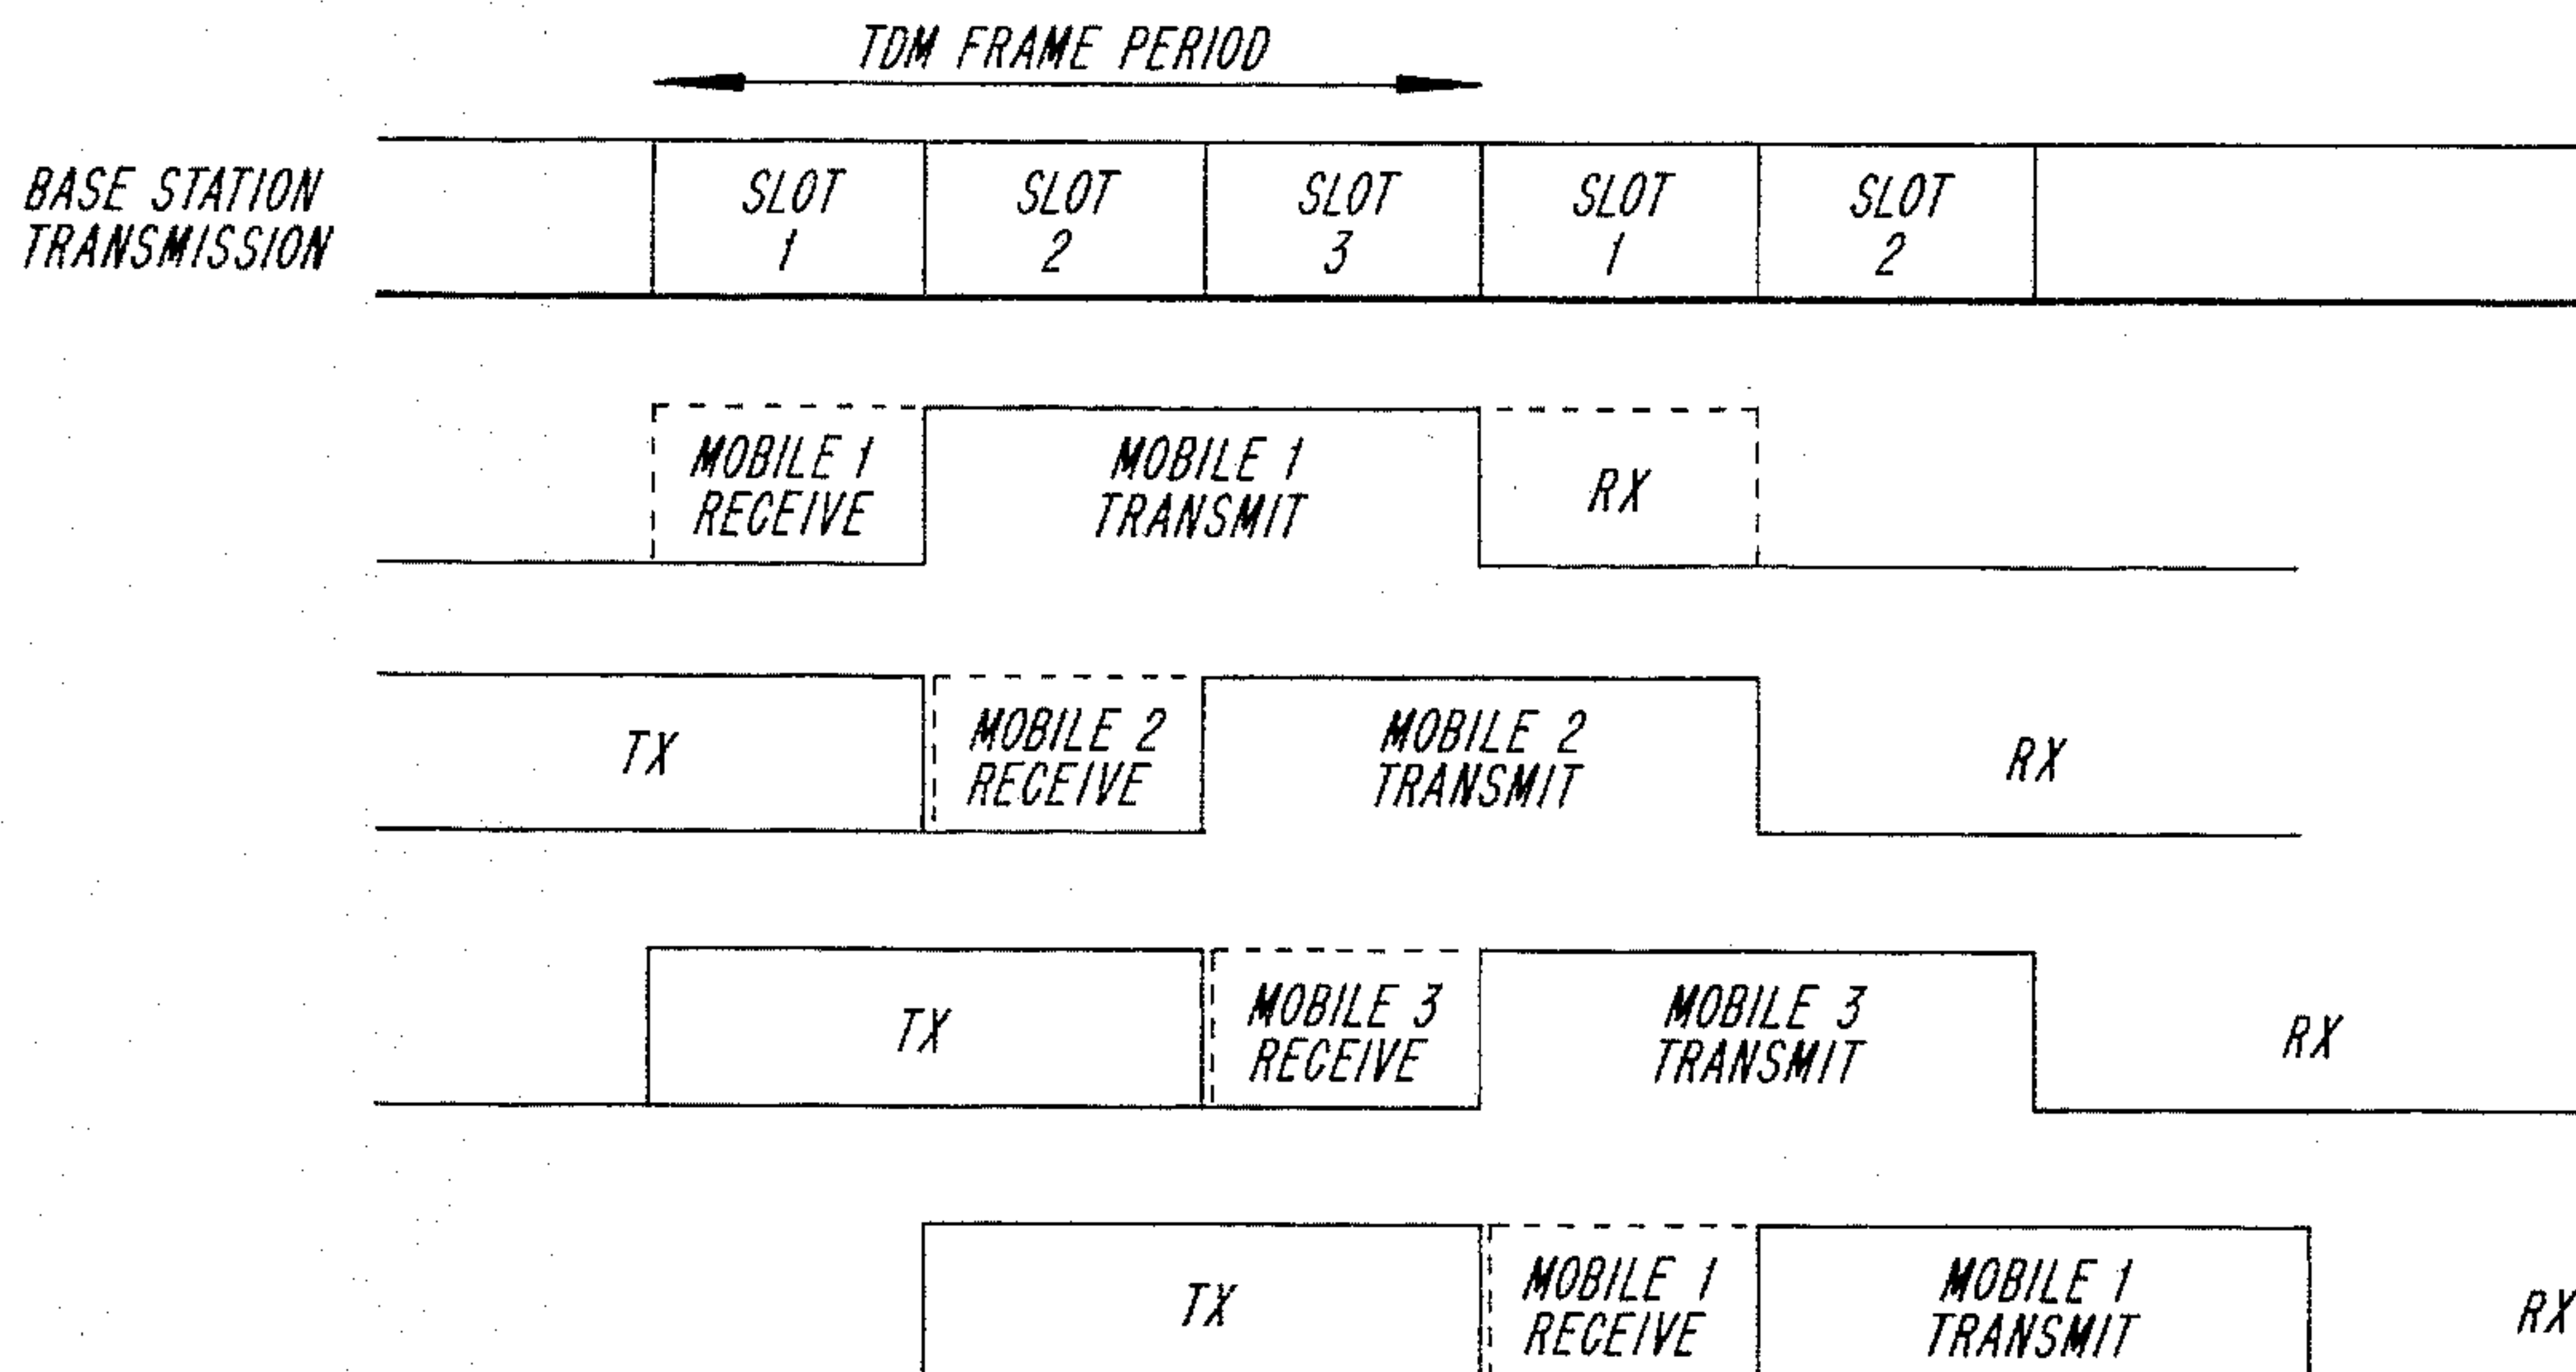 TDM FRAME PERIOD
BASE STATION
TRANSMISSION
SLOT
1
SLOT
2
SLOT
3
SLOT
1
SLOT
2
MOBILE 1
RECEIVE
MOBILE 1
TRANSMIT
RX
TX
MOBILE 2
RECEIVE
MOBILE 2
TRANSMIT
RX
TX
MOBILE 3
RECEIVE
MOBILE 3
TRANSMIT
RX
TX
MOBILE 1
RECEIVE
MOBILE 1
TRANSMIT
RX